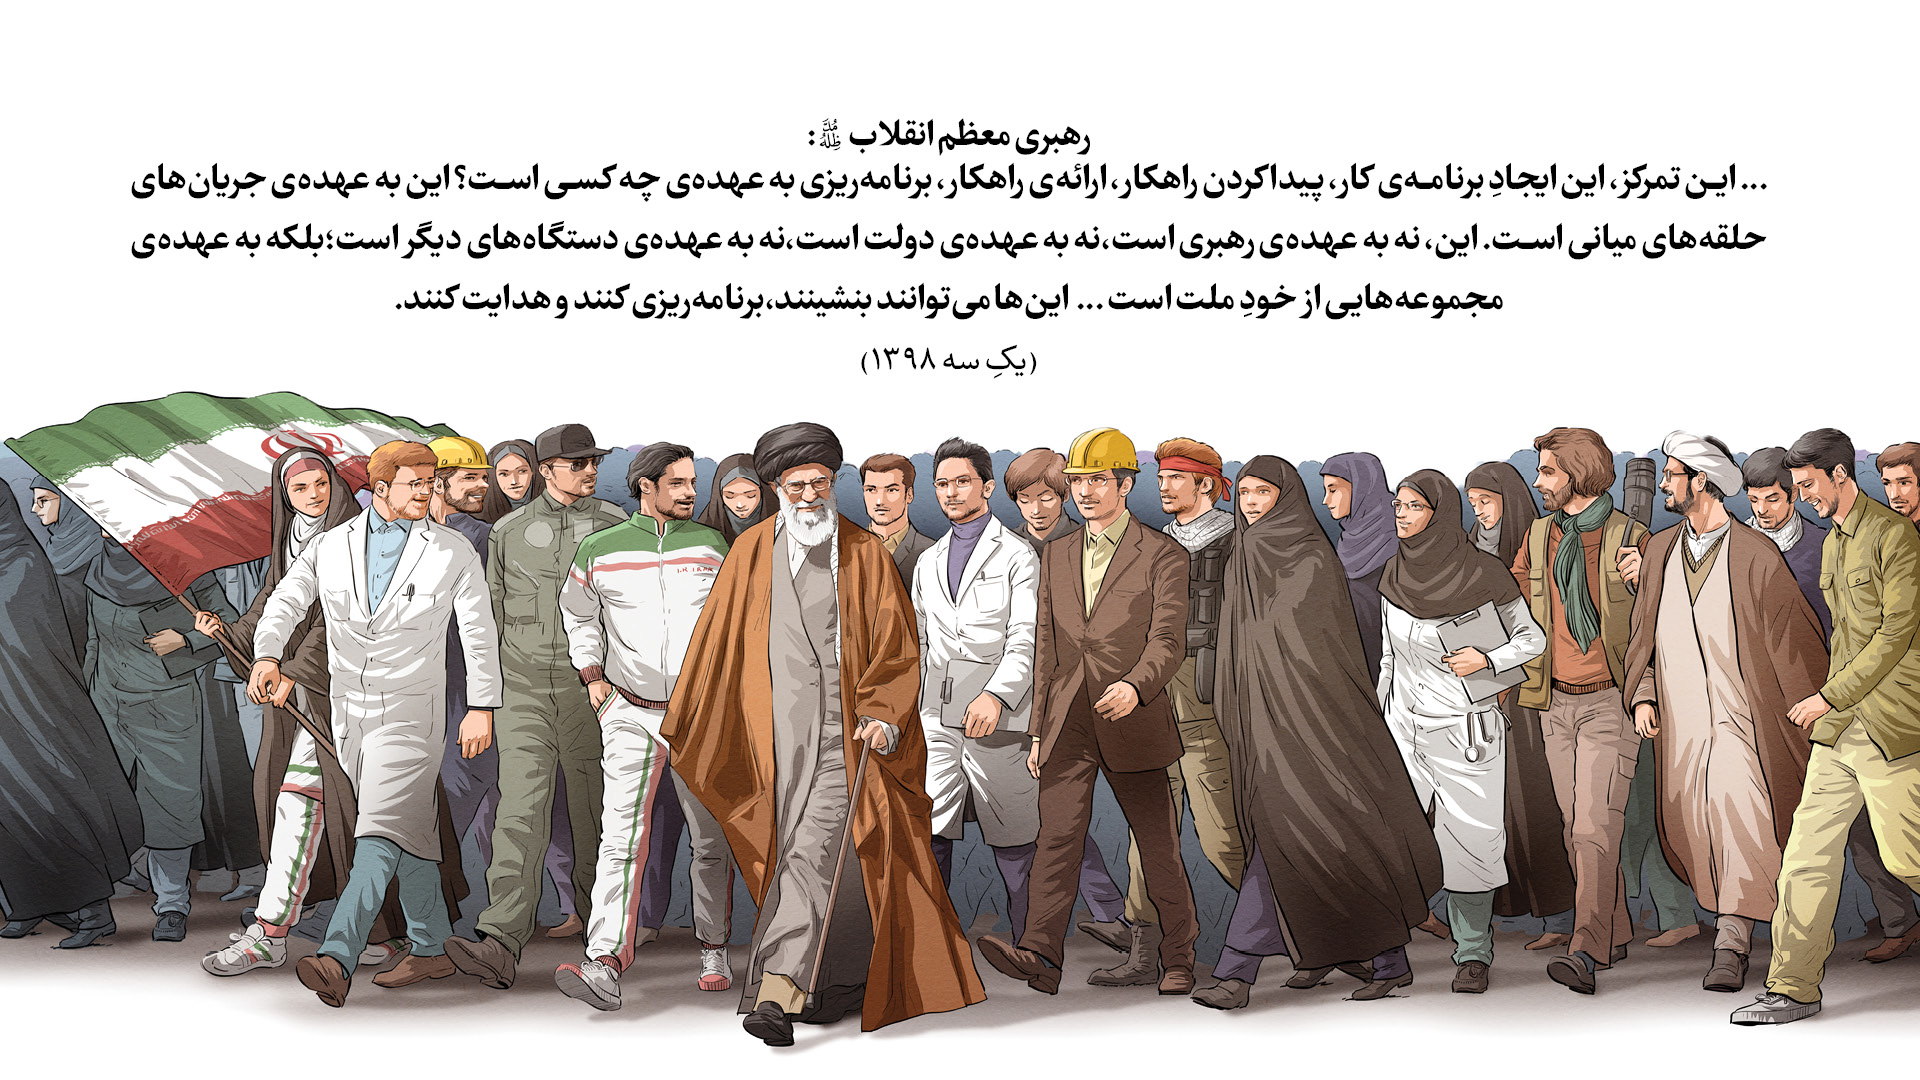 رهبری معظم انقلاب مُدَّ ظِلُّهُ:
... این تمرکز، این ایجادِ برنامه‌ی کار، پیدا کردن راهکار، ارائه‌ی راهکار، برنامه‌ریزی به عهده‌ی چه کسی است؟ این به عهده‌ی جریان‌های
حلقه‌های میانی است. این، نه به عهده‌ی رهبری است،نه به عهده‌ی دولت است،نه به عهده‌ی دستگاه‌های دیگر است؛بلکه به عهده‌ی
مجموعه‌هایی از خودِ ملت است ... این‌ها می‌توانند بنشینند،برنامه‌ریزی کنند و هدایت کنند.
(یکِ سه ۱۳۹۸)
I.R IRAN